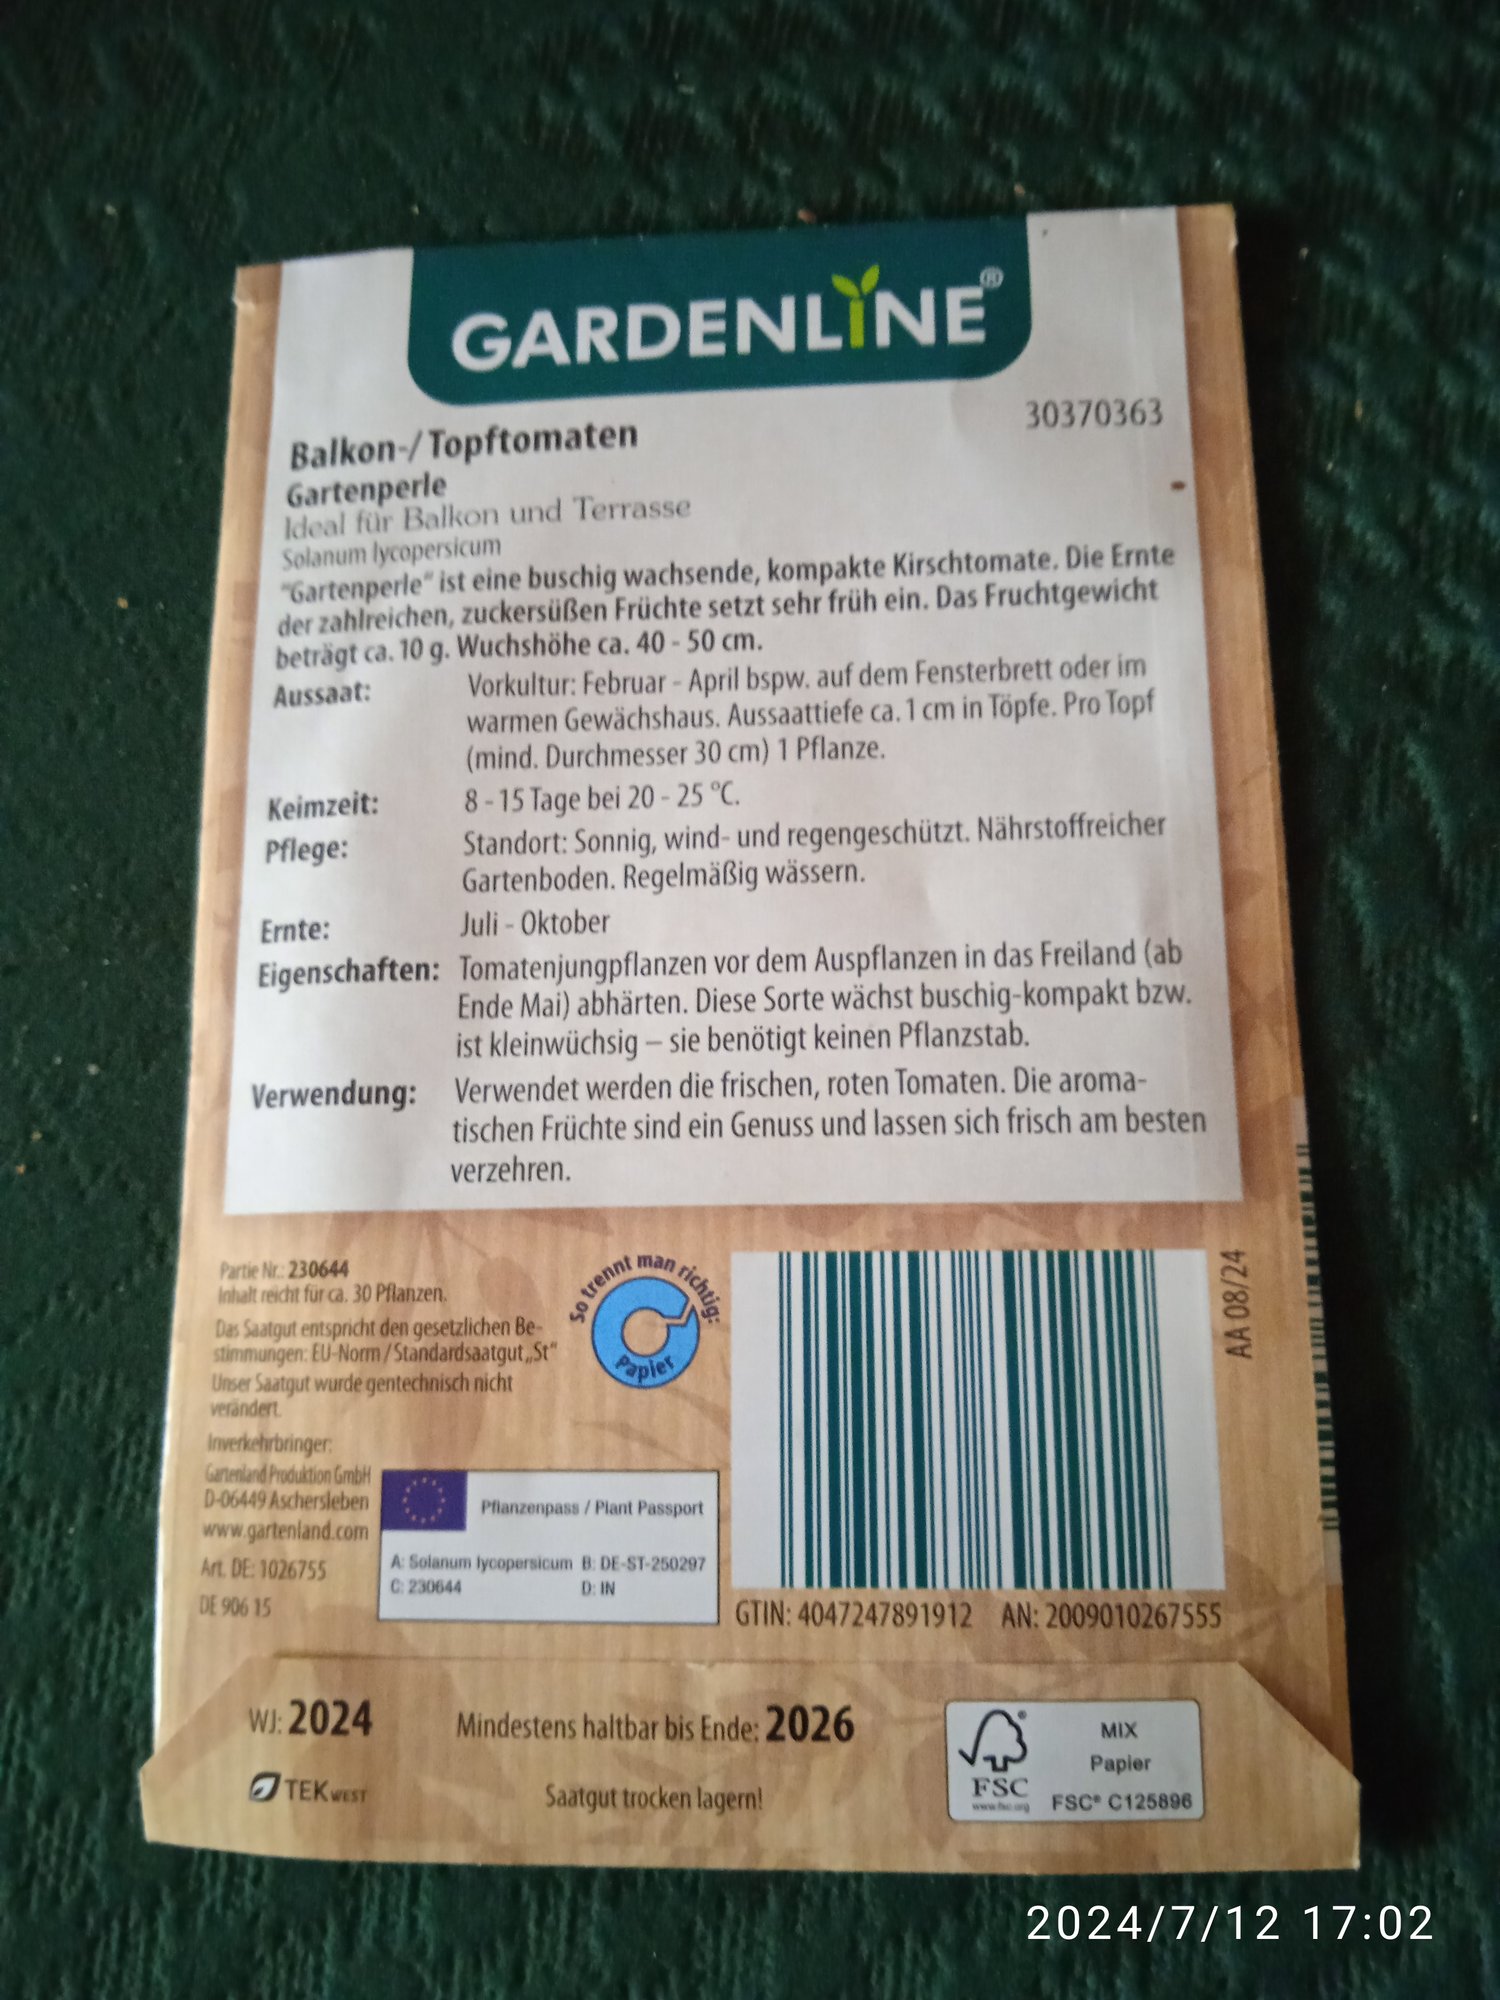 GARDENLINE®
30370363
Balkon-/Topftomaten
Gartenperle
Ideal für Balkon und Terrasse
Solanum lycopersicum
"Gartenperle" ist eine buschig wachsende, kompakte Kirschtomate. Die Ernte
der zahlreichen, zuckersüßen Früchte setzt sehr früh ein. Das Fruchtgewicht
beträgt ca. 10 g. Wuchshöhe ca. 40 - 50 cm.
Aussaat: Vorkultur: Februar - April bspw. auf dem Fensterbrett oder im
warmen Gewächshaus. Aussaattiefe ca. 1 cm in Töpfe. Pro Topf
(mind. Durchmesser 30 cm) 1 Pflanze.
Keimzeit: 8 - 15 Tage bei 20 - 25 °C.
Pflege: Standort: Sonnig, wind- und regengeschützt. Nährstoffreicher
Gartenboden. Regelmäßig wässern.
Ernte: Juli - Oktober
Eigenschaften: Tomatenjungpflanzen vor dem Auspflanzen in das Freiland (ab
Ende Mai) abhärten. Diese Sorte wächst buschig-kompakt bzw.
ist kleinwüchsig – sie benötigt keinen Pflanzstab.
Verwendung: Verwendet werden die frischen, roten Tomaten. Die aroma-
tischen Früchte sind ein Genuss und lassen sich frisch am besten
verzehren.
Partie Nr.: 230644
Inhalt reicht für ca. 30 Pflanzen.
Das Saatgut entspricht den gesetzlichen Be-
stimmungen: EU-Norm / Standardsaatgut „St"
Unser Saatgut wurde gentechnisch nicht
verändert.
Inverkehrbringer:
Gartenland Produktion GmbH
D-06449 Aschersleben
www.gartenland.com
Art. DE: 1026755
DE 906 15
So trennt man richtig:
Papier
Pflanzenpass / Plant Passport
A: Solanum lycopersicum B: DE-ST-250297
C: 230644 D: IN
AA 08/24
GTIN: 4047247891912 AN: 2009010267555
WJ: 2024 Mindestens haltbar bis Ende: 2026
TEKWEST Saatgut trocken lagern!
FSC®
www.fsc.org
MIX
Papier
FSC® C125896
2024/7/12 17:02